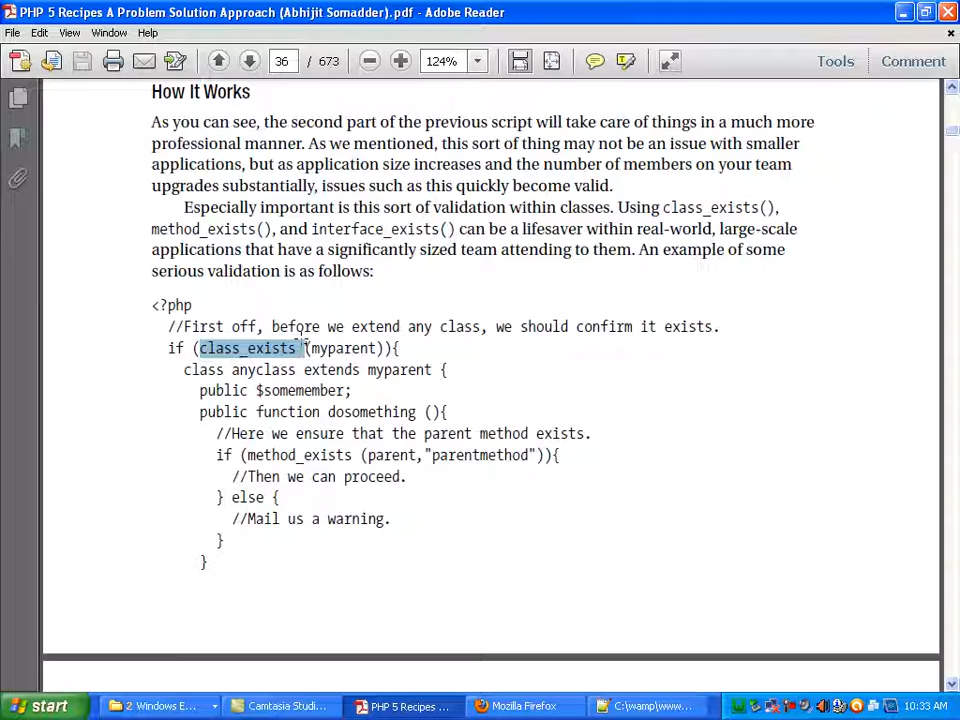 PHP 5 Recipes A Problem Solution Approach (Abhijit Somadder).pdf - Adobe Reader
File Edit View Window Help
36 / 673 124% Tools Comment
How It Works
As you can see, the second part of the previous script will take care of things in a much more
professional manner. As we mentioned, this sort of thing may not be an issue with smaller
applications, but as application size increases and the number of members on your team
upgrades substantially, issues such as this quickly become valid.
Especially important is this sort of validation within classes. Using class_exists(),
method_exists(), and interface_exists() can be a lifesaver within real-world, large-scale
applications that have a significantly sized team attending to them. An example of some
serious validation is as follows:
<?php
//First off, before we extend any class, we should confirm it exists.
if (class_exists (myparent)){
class anyclass extends myparent {
public $somemember;
public function dosomething (){
//Here we ensure that the parent method exists.
if (method_exists (parent,"parentmethod")){
//Then we can proceed.
} else {
//Mail us a warning.
}
}
start 2 Windows E... Camtasia Studi... PHP 5 Recipes ... Mozilla Firefox C:\wamp\www... 10:33 AM